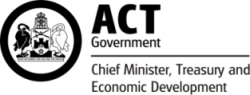 ACT
Government
Chief Minister, Treasury and
Economic Development